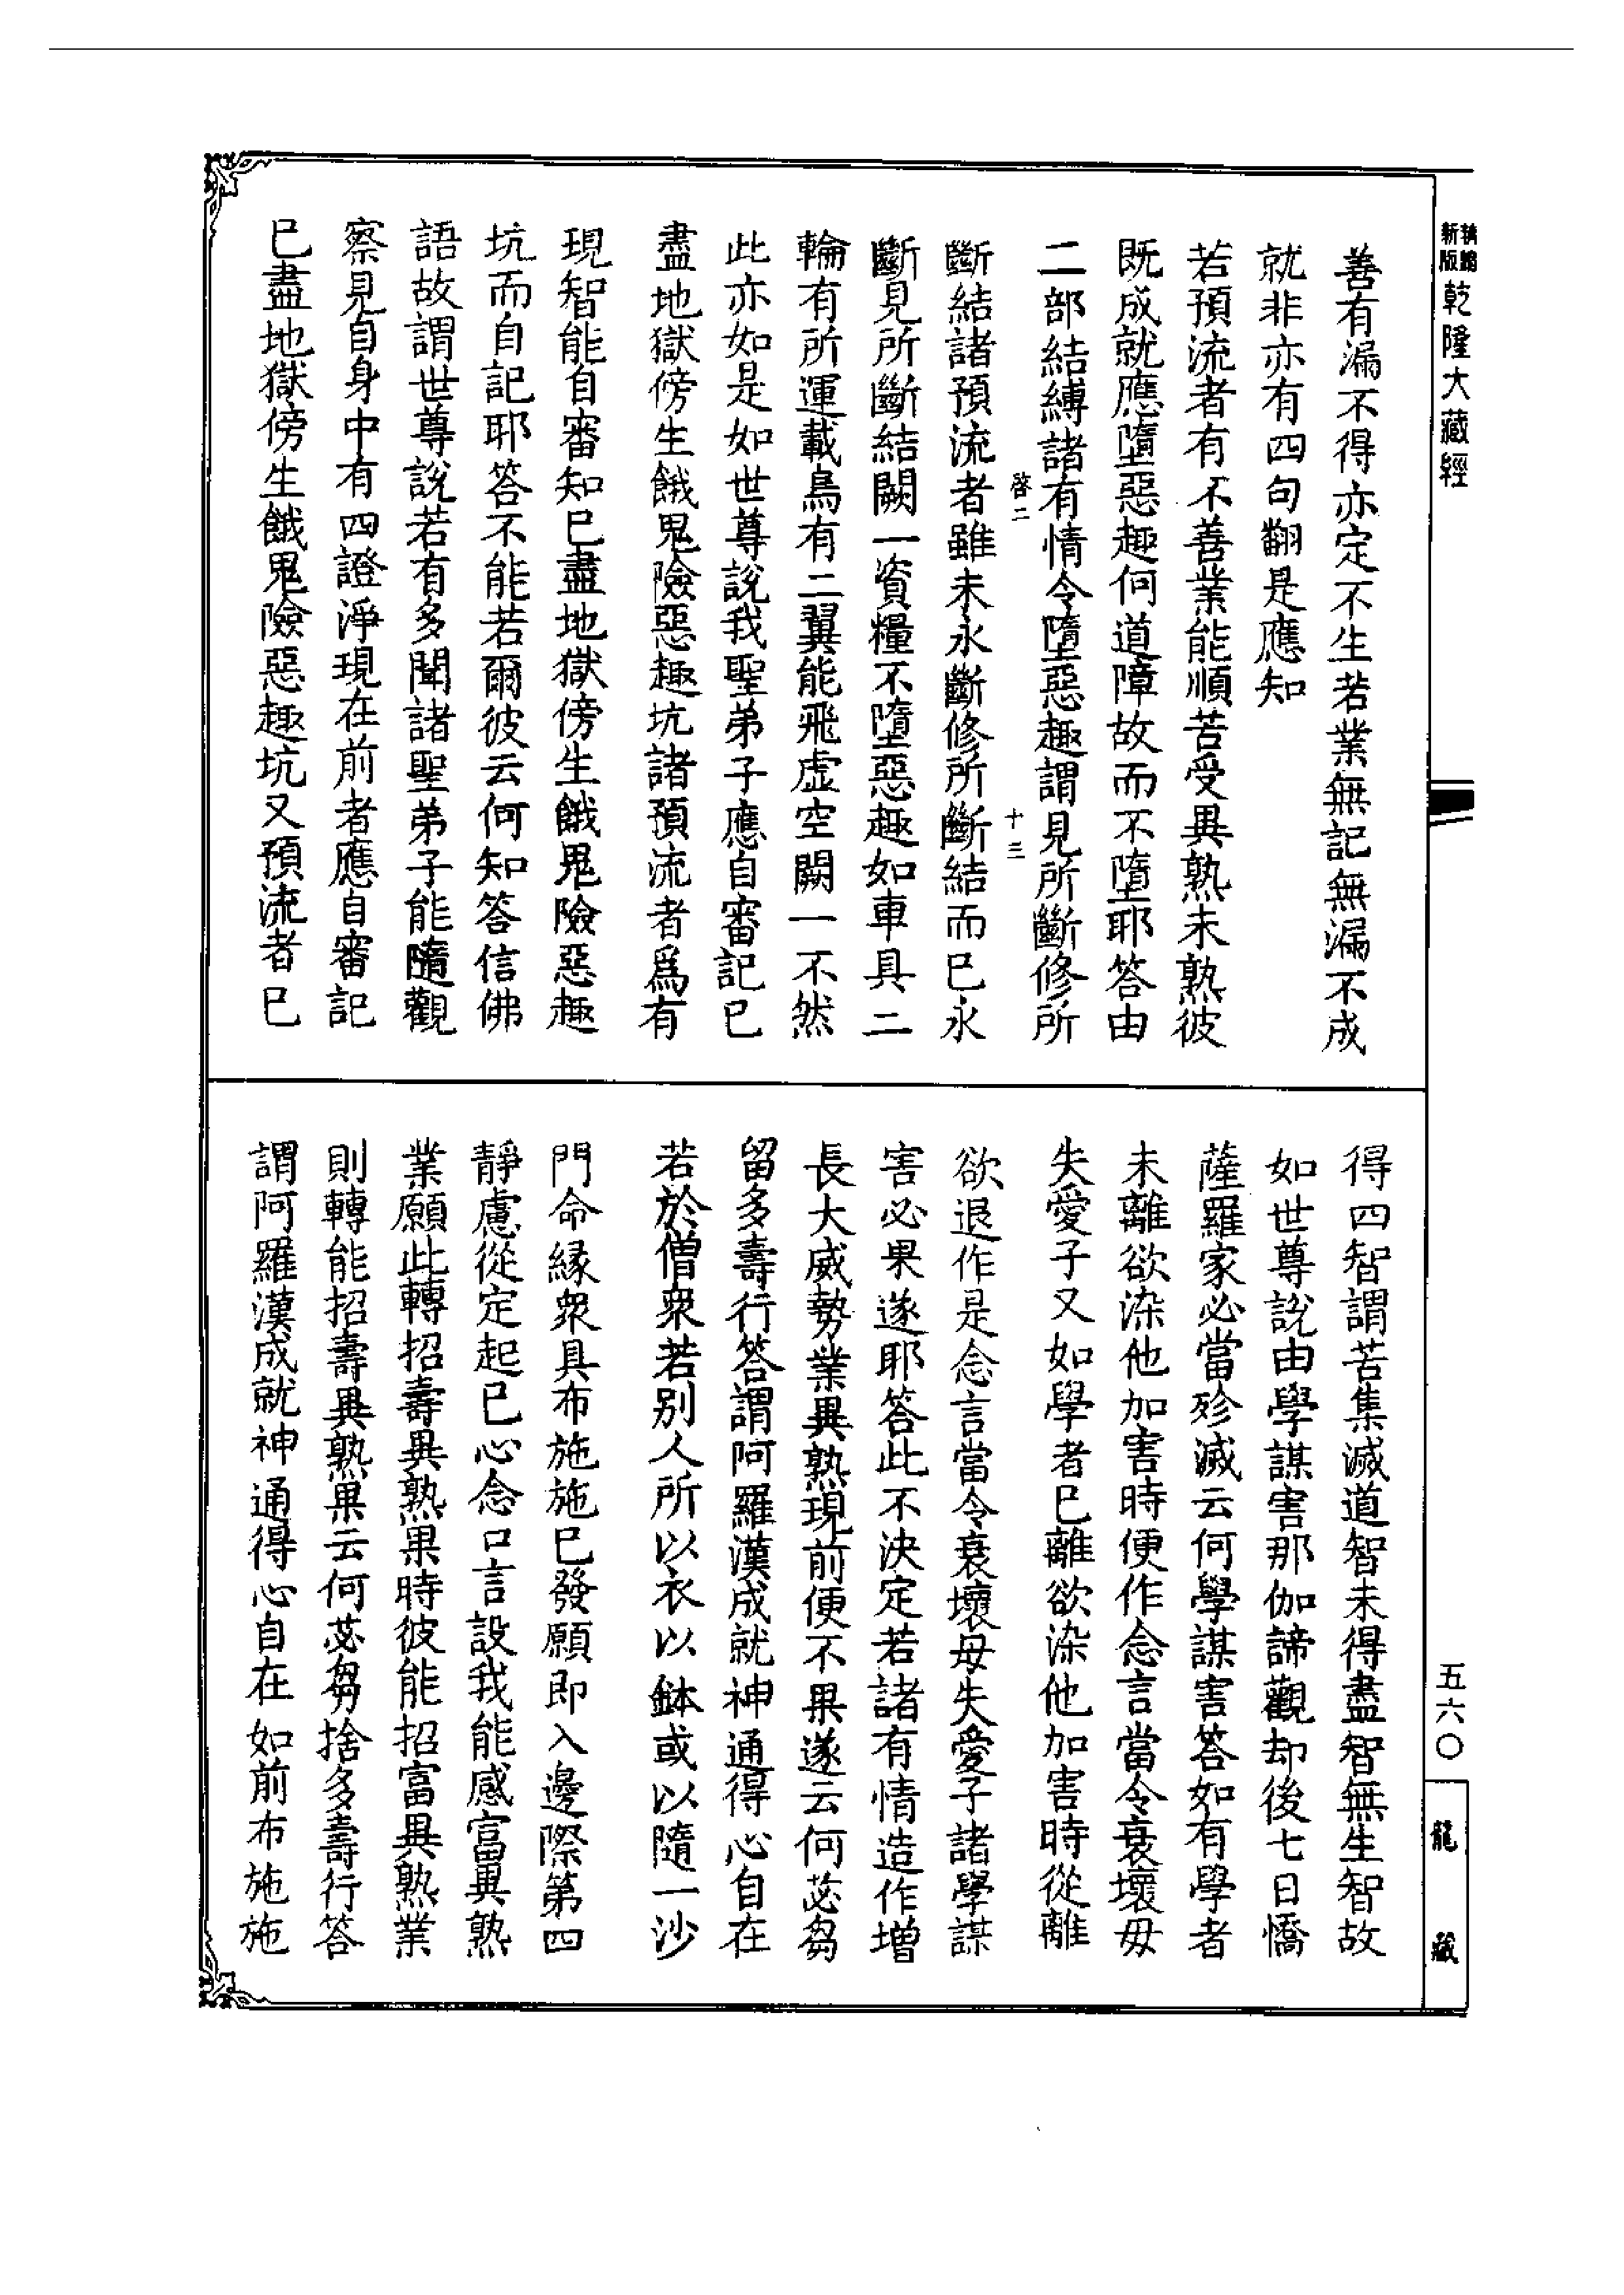 新版
乾隆大藏經
善有漏不得亦定不生若業無記無漏不成
就非亦有四句翻是應知
若預流者有不善業能順苦受異熟未熟彼
既成就應墮惡趣何道障故而不墮耶答由
二部結縛諸有情令墮惡趣謂見所斷修所
啓二
十三
斷結諸預流者雖未永斷修所斷結而已永
斷見所斷結闕一資糧不墮惡趣如車具二
輪有所運載鳥有二翼能飛虛空闕一不然
此亦如是如世尊說我聖弟子應自審記已
盡地獄傍生餓鬼險惡趣坑諸預流者爲有
現智能自審知已盡地獄傍生餓鬼險惡趣
坑而自記耶答不能若爾彼云何知答信佛
語故謂世尊說若有多聞諸聖弟子能隨觀
察見自身中有四證淨現在前者應自審記
已盡地獄傍生餓鬼險惡趣坑又預流者已
得四智謂苦集滅道智未得盡智無生智故
如世尊說由學謀害那伽諦觀却後七日憍
薩羅家必當殄滅云何學謀害答如有學者
未離欲染他加害時便作念言當令衰壞毋
失愛子又如學者已離欲染他加害時從離
欲退作是念言當令衰壞毋失愛子諸學謀
害必果遂耶答此不決定若諸有情造作增
長大威勢業異熟現前便不果遂云何苾芻
留多壽行答謂阿羅漢成就神通得心自在
若於僧衆若别人所以衣以鉢或以隨一沙
門命緣衆具布施施已發願即入邊際第四
靜慮從定起已心念口言設我能感富異熟
業願此轉招壽異熟果時彼能招富異熟業
則轉能招壽異熟果云何苾芻捨多壽行答
謂阿羅漢成就神通得心自在如前布施施
五六〇
龍藏